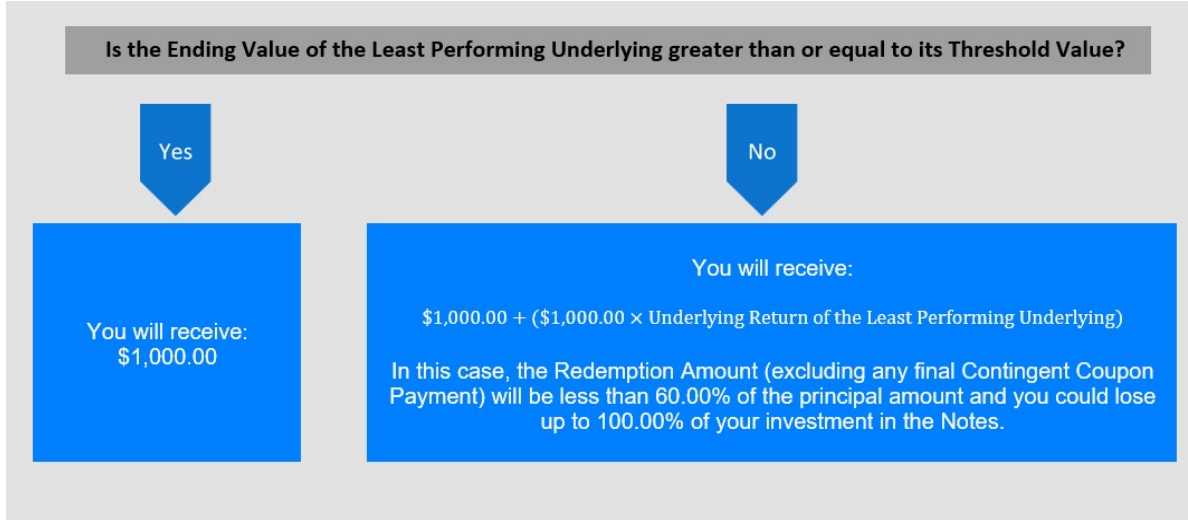 Is the Ending Value of the Least Performing Underlying greater than or equal to its Threshold Value?
Yes
No
You will receive:
$1,000.00
You will receive:
$1,000.00 + ($1,000.00 × Underlying Return of the Least Performing Underlying)
In this case, the Redemption Amount (excluding any final Contingent Coupon
Payment) will be less than 60.00% of the principal amount and you could lose
up to 100.00% of your investment in the Notes.